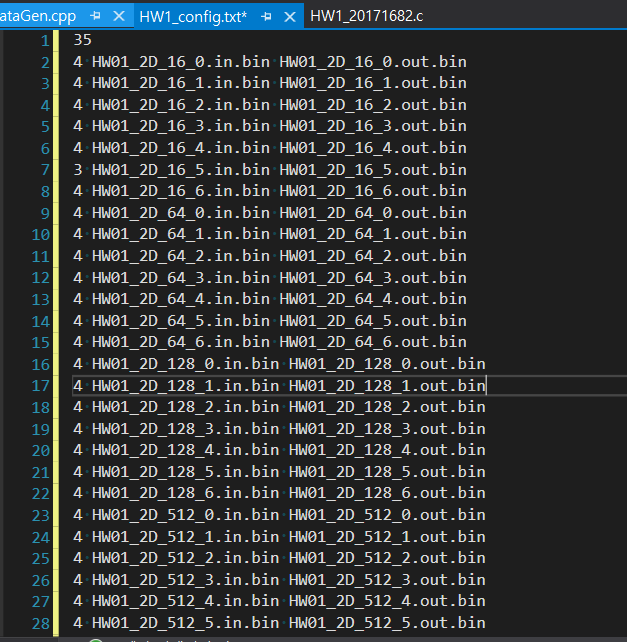 ataGen.cpp HW1_config.txt* HW1_20171682.c
1 35
2 4 HW01_2D_16_0.in.bin HW01_2D_16_0.out.bin
3 4 HW01_2D_16_1.in.bin HW01_2D_16_1.out.bin
4 4 HW01_2D_16_2.in.bin HW01_2D_16_2.out.bin
5 4 HW01_2D_16_3.in.bin HW01_2D_16_3.out.bin
6 4 HW01_2D_16_4.in.bin HW01_2D_16_4.out.bin
7 3 HW01_2D_16_5.in.bin HW01_2D_16_5.out.bin
8 4 HW01_2D_16_6.in.bin HW01_2D_16_6.out.bin
9 4 HW01_2D_64_0.in.bin HW01_2D_64_0.out.bin
10 4 HW01_2D_64_1.in.bin HW01_2D_64_1.out.bin
11 4 HW01_2D_64_2.in.bin HW01_2D_64_2.out.bin
12 4 HW01_2D_64_3.in.bin HW01_2D_64_3.out.bin
13 4 HW01_2D_64_4.in.bin HW01_2D_64_4.out.bin
14 4 HW01_2D_64_5.in.bin HW01_2D_64_5.out.bin
15 4 HW01_2D_64_6.in.bin HW01_2D_64_6.out.bin
16 4 HW01_2D_128_0.in.bin HW01_2D_128_0.out.bin
17 4 HW01_2D_128_1.in.bin HW01_2D_128_1.out.bin
18 4 HW01_2D_128_2.in.bin HW01_2D_128_2.out.bin
19 4 HW01_2D_128_3.in.bin HW01_2D_128_3.out.bin
20 4 HW01_2D_128_4.in.bin HW01_2D_128_4.out.bin
21 4 HW01_2D_128_5.in.bin HW01_2D_128_5.out.bin
22 4 HW01_2D_128_6.in.bin HW01_2D_128_6.out.bin
23 4 HW01_2D_512_0.in.bin HW01_2D_512_0.out.bin
24 4 HW01_2D_512_1.in.bin HW01_2D_512_1.out.bin
25 4 HW01_2D_512_2.in.bin HW01_2D_512_2.out.bin
26 4 HW01_2D_512_3.in.bin HW01_2D_512_3.out.bin
27 4 HW01_2D_512_4.in.bin HW01_2D_512_4.out.bin
28 4 HW01_2D_512_5.in.bin HW01_2D_512_5.out.bin